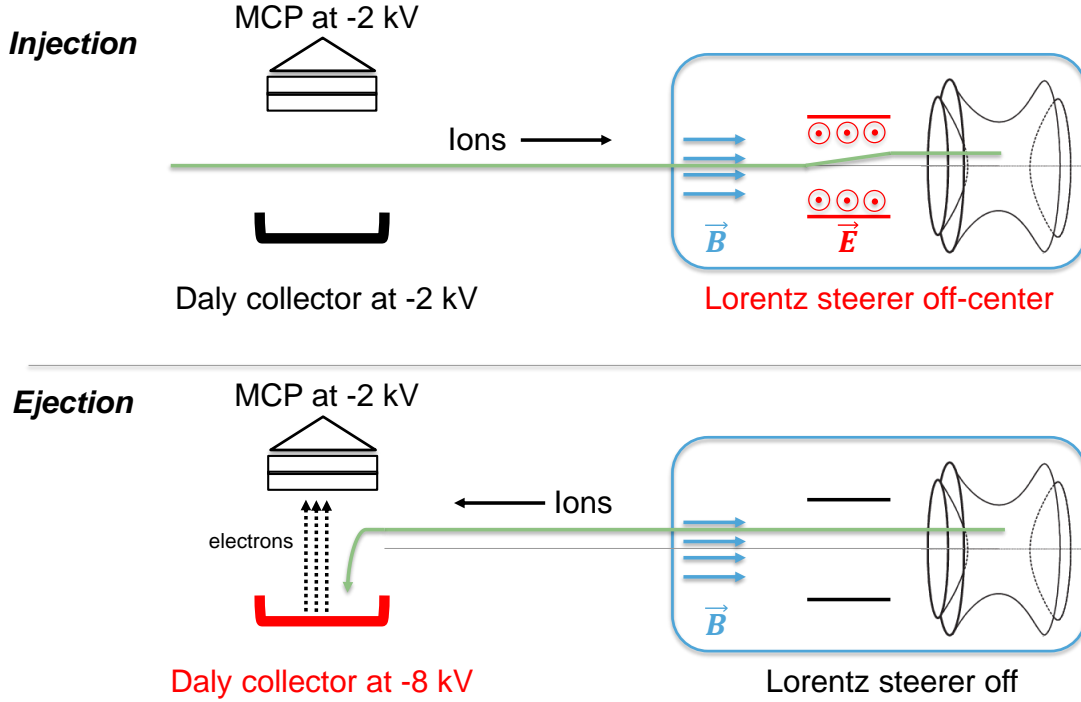 Injection
MCP at -2 kV
Ions
B
E
Daly collector at -2 kV
Lorentz steerer off-center
Ejection
MCP at -2 kV
Ions
electrons
B
Daly collector at -8 kV
Lorentz steerer off